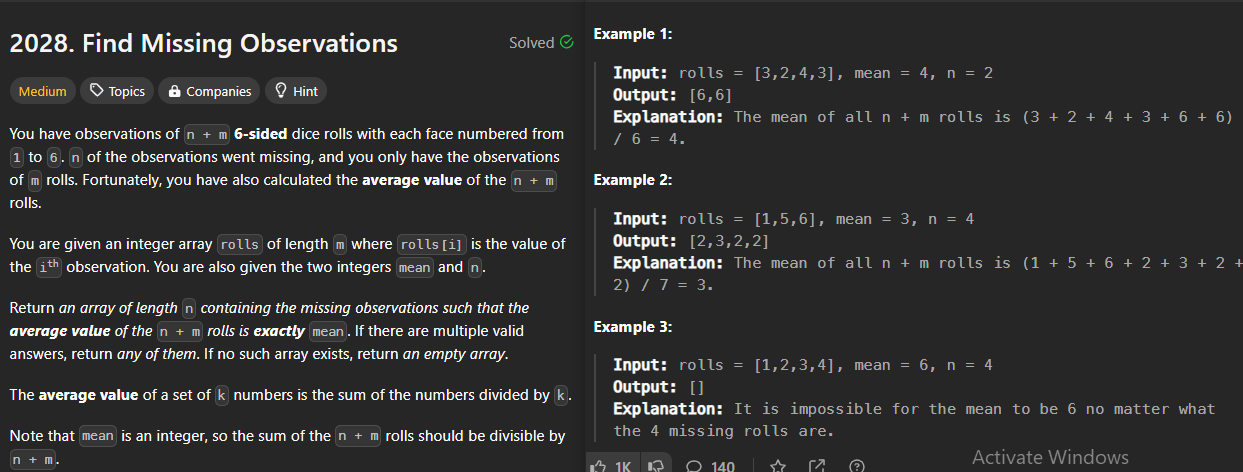 2028. Find Missing Observations
Solved
Medium
Topics
Companies
Hint
You have observations of n + m 6-sided dice rolls with each face numbered from
1 to 6. n of the observations went missing, and you only have the observations
of m rolls. Fortunately, you have also calculated the average value of the n + m
rolls.
You are given an integer array rolls of length m where rolls[i] is the value of
the ith observation. You are also given the two integers mean and n.
Return an array of length n containing the missing observations such that the
average value of the n + m rolls is exactly mean. If there are multiple valid
answers, return any of them. If no such array exists, return an empty array.
The average value of a set of k numbers is the sum of the numbers divided by k.
Note that mean is an integer, so the sum of the n + m rolls should be divisible by
n + m.
Example 1:
Input: rolls = [3,2,4,3], mean = 4, n = 2
Output: [6,6]
Explanation: The mean of all n + m rolls is (3 + 2 + 4 + 3 + 6 + 6)
/ 6 = 4.
Example 2:
Input: rolls = [1,5,6], mean = 3, n = 4
Output: [2,3,2,2]
Explanation: The mean of all n + m rolls is (1 + 5 + 6 + 2 + 3 + 2 +
2) / 7 = 3.
Example 3:
Input: rolls = [1,2,3,4], mean = 6, n = 4
Output: []
Explanation: It is impossible for the mean to be 6 no matter what
the 4 missing rolls are.
1K
140
Activate Windows